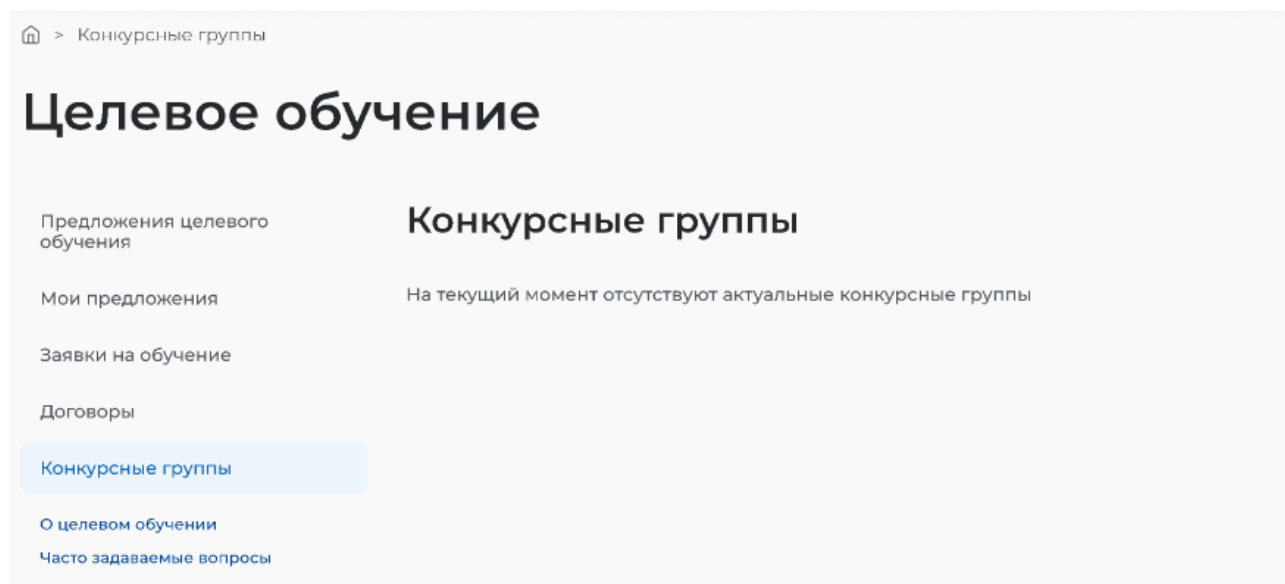 > Конкурсные группы
Целевое обучение
Предложения целевого
обучения
Мои предложения
Заявки на обучение
Договоры
Конкурсные группы
О целевом обучении
Часто задаваемые вопросы
Конкурсные группы
На текущий момент отсутствуют актуальные конкурсные группы